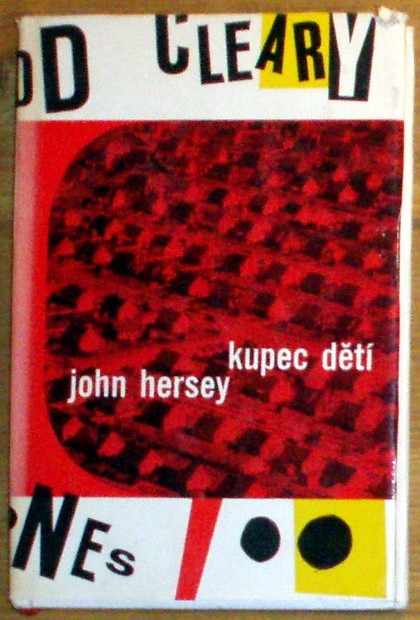 OD CLEARY
kupec dětí
john hersey
NES !